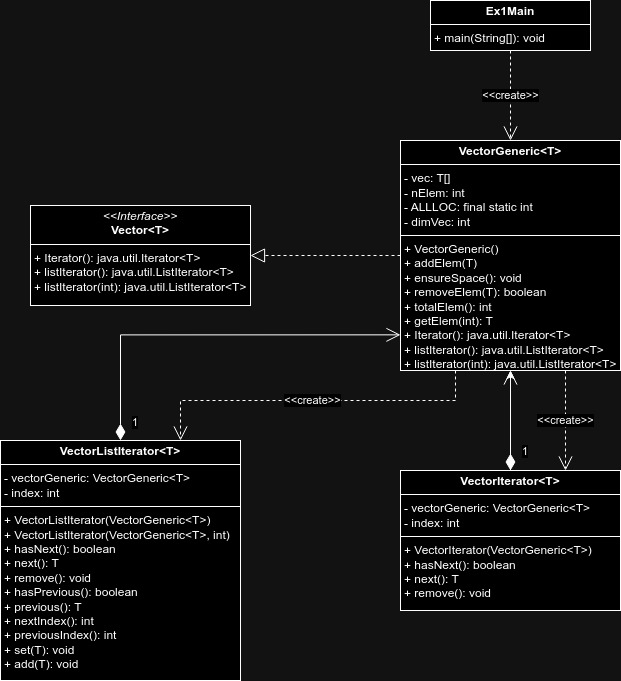 Ex1Main
+ main(String[]): void
<<create>>
VectorGeneric<T>
- vec: T[]
- nElem: int
- ALLLOC: final static int
- dimVec: int
+ VectorGeneric()
+ addElem(T)
+ ensureSpace(): void
+ removeElem(T): boolean
+ totalElem(): int
+ getElem(int): T
+ Iterator(): java.util.Iterator<T>
+ listIterator(): java.util.ListIterator<T>
+ listIterator(int): java.util.ListIterator<T>
<<Interface>>
Vector<T>
+ Iterator(): java.util.Iterator<T>
+ listIterator(): java.util.ListIterator<T>
+ listIterator(int): java.util.ListIterator<T>
<<create>>
<<create>>
1
1
VectorListIterator<T>
- vectorGeneric: VectorGeneric<T>
- index: int
+ VectorListIterator(VectorGeneric<T>)
+ VectorListIterator(VectorGeneric<T>, int)
+ hasNext(): boolean
+ next(): T
+ remove(): void
+ hasPrevious(): boolean
+ previous(): T
+ nextIndex(): int
+ previousIndex(): int
+ set(T): void
+ add(T): void
VectorIterator<T>
- vectorGeneric: VectorGeneric<T>
- index: int
+ VectorIterator(VectorGeneric<T>)
+ hasNext(): boolean
+ next(): T
+ remove(): void